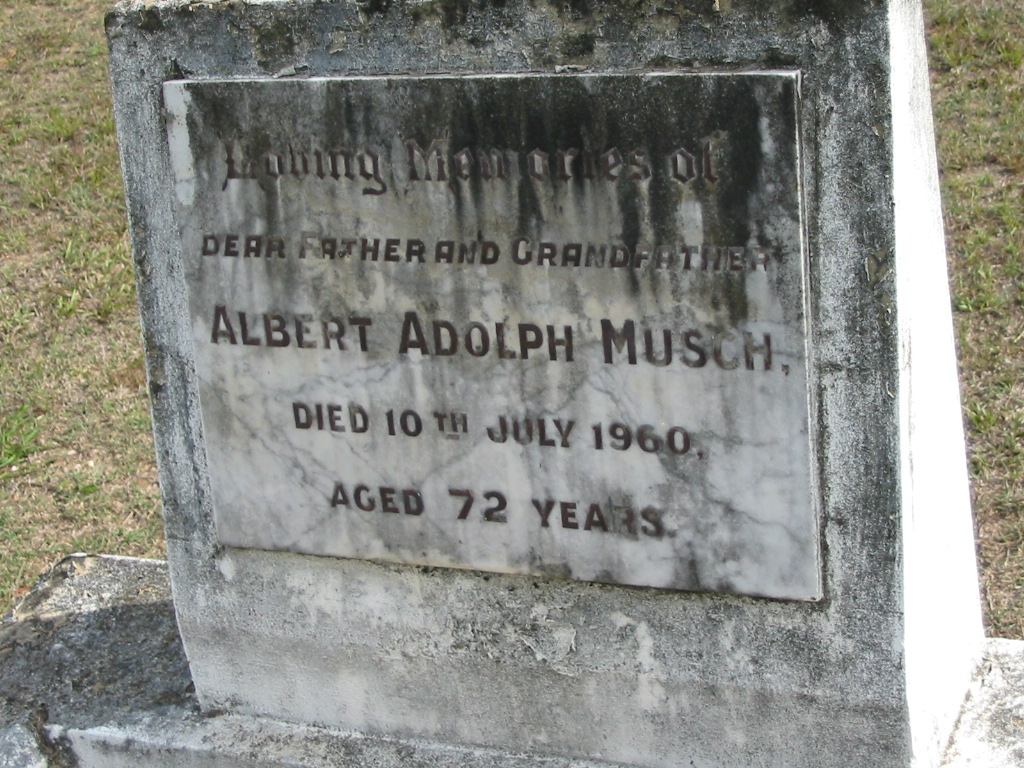 Loving Memories of
DEAR FATHER AND GRANDFATHER
ALBERT ADOLPH MUSCH,
DIED 10TH JULY 1960,
AGED 72 YEARS.